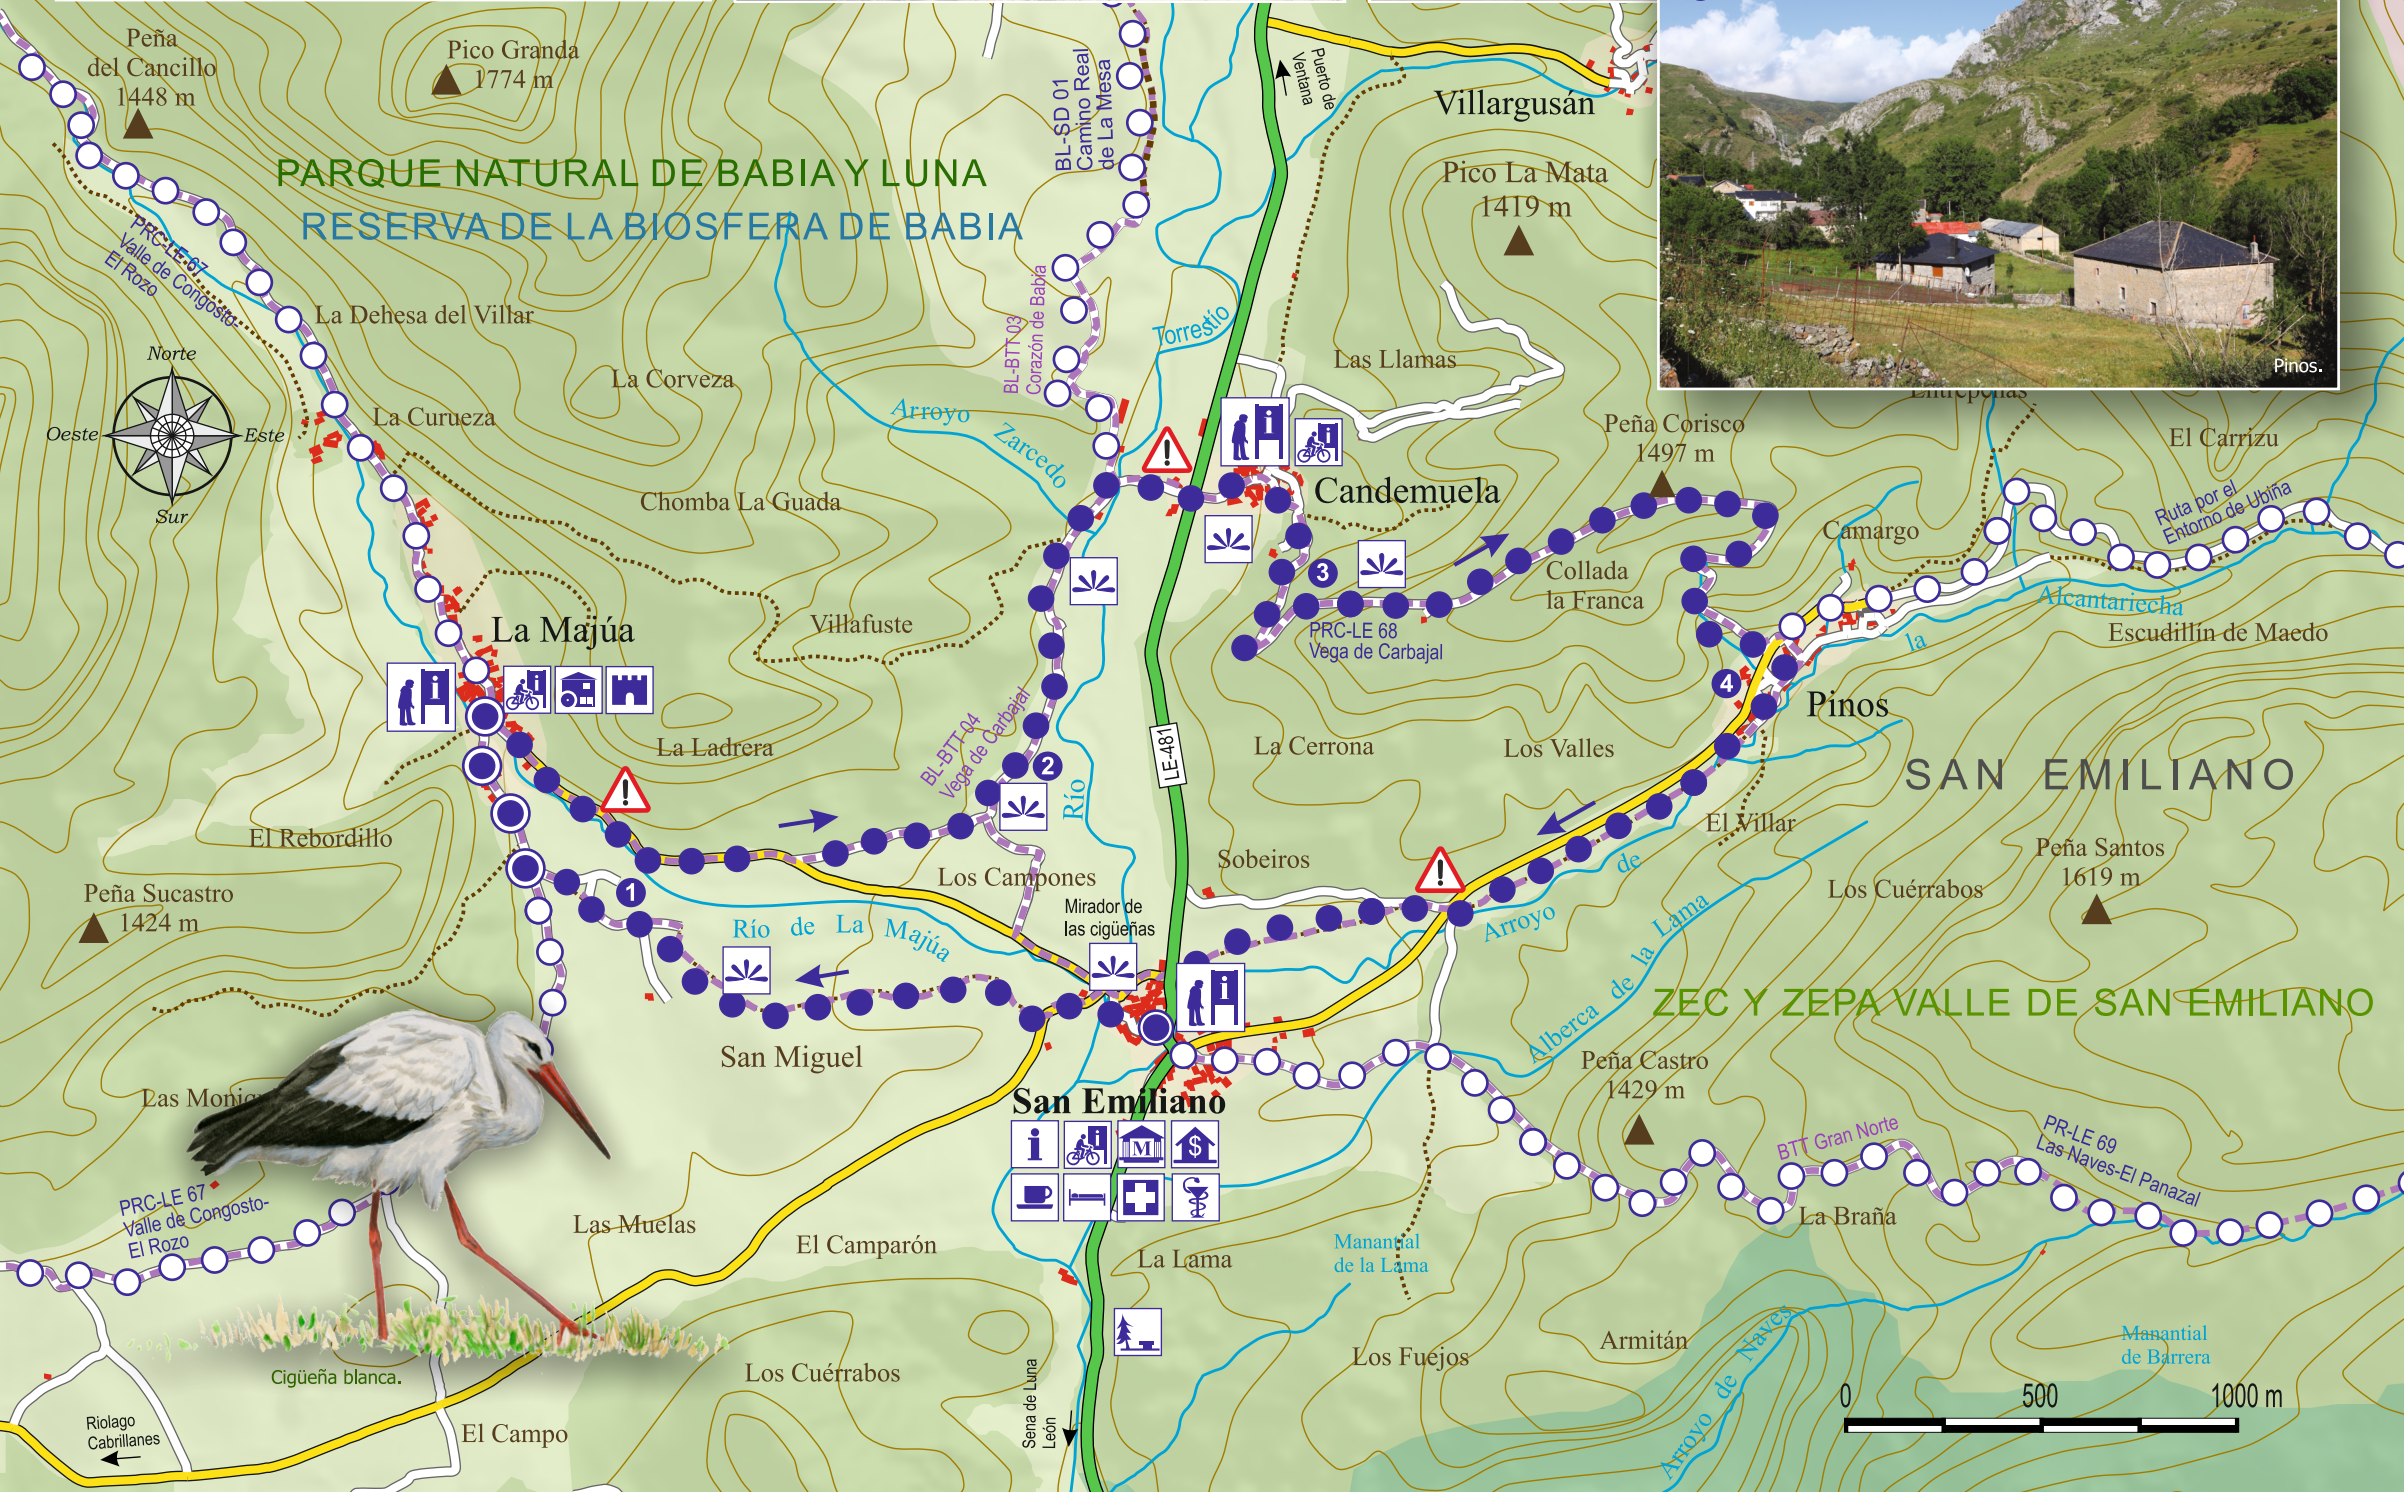 Peña
del Cancillo
1448 m
Pico Granda
1774 m
BL-SD 01
Camino Real
de La Mesa
Puerto de
Ventana
Villargusán
Pico La Mata
1419 m
Pinos.
PARQUE NATURAL DE BABIA Y LUNA
RESERVA DE LA BIOSFERA DE BABIA
PRC-LE 67
Valle de Congosto-
El Rozo
La Dehesa del Villar
La Corveza
BL-BTT 03
Corazón de Babia
Torrestío
Las Llamas
Norte
Oeste
Este
Sur
La Curueza
Arroyo Zarcedo
Peña Corisco
1497 m
Entrepeñas
El Carrizu
Chomba La Guada
Candemuela
Ruta por el
Entorno de Ubiña
Camargo
Collada
la Franca
3
La Majúa
Villafuste
PRC-LE 68
Vega de Carbajal
Alcantariecha
Escudillín de Maedo
la
4
Pinos
La Ladrera
BL-BTT 04
Vega de Carbajal
2
Río
LE-481
La Cerrona
Los Valles
SAN EMILIANO
El Rebordillo
El Villar
Peña Santos
1619 m
Sobeiros
de
Los Cuérrabos
Los Campones
Peña Sucastro
1424 m
1
Río de La Majúa
Mirador de
las cigüeñas
Arroyo
Alberca de la Lama
ZEC Y ZEPA VALLE DE SAN EMILIANO
San Miguel
Peña Castro
1429 m
San Emiliano
i
i
M
$
BTT Gran Norte
PR-LE 69
Las Naves-El Panazal
PRC-LE 67
Valle de Congosto-
El Rozo
Las Muelas
El Camparón
La Lama
Manantial
de la Lama
La Braña
Armitán
Arroyo de Naves
Manantial
de Barrera
Los Fuejos
Cigüeña blanca.
Los Cuérrabos
Sena de Luna
León
Riolago
Cabrillanes
El Campo
0 500 1000 m